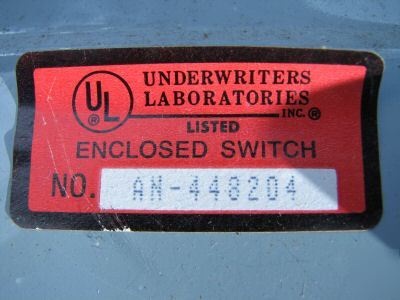 UL®
UNDERWRITERS
LABORATORIES
INC.®
LISTED
ENCLOSED SWITCH
NO. AN-448204